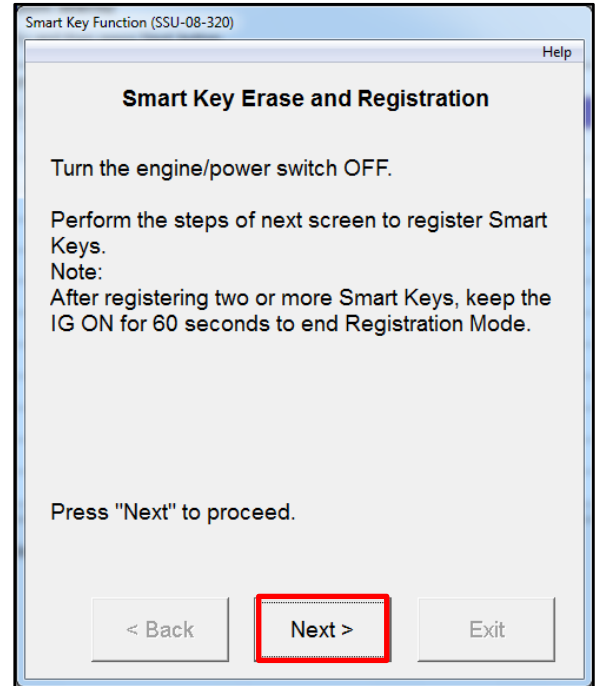 Smart Key Function (SSU-08-320)
Help
Smart Key Erase and Registration
Turn the engine/power switch OFF.
Perform the steps of next screen to register Smart
Keys.
Note:
After registering two or more Smart Keys, keep the
IG ON for 60 seconds to end Registration Mode.
Press "Next" to proceed.
< Back
Next >
Exit